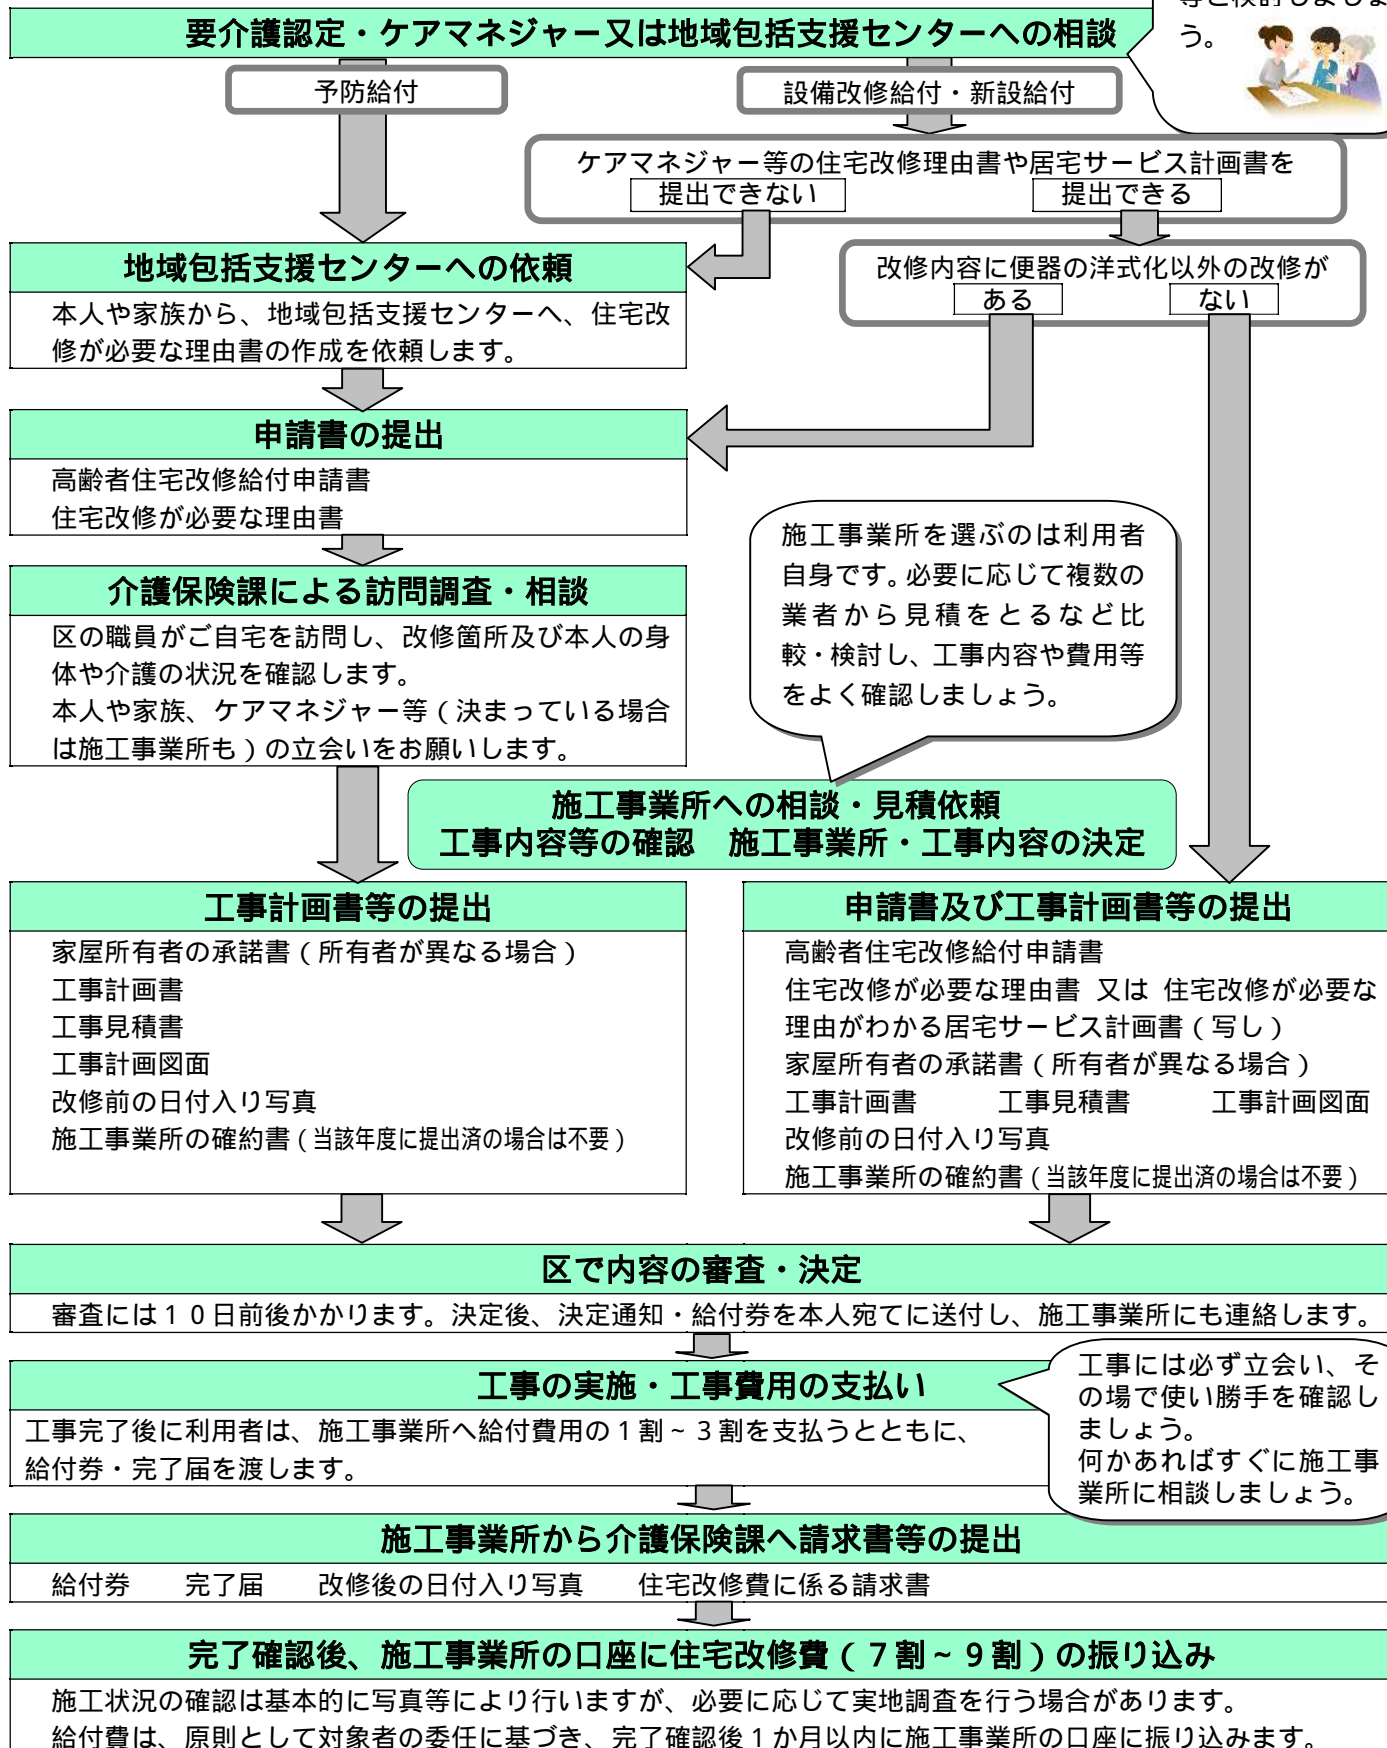 等と検討しましょ
う。
要介護認定・ケアマネジャー又は地域包括支援センターへの相談
予防給付
設備改修給付・新設給付
ケアマネジャー等の住宅改修理由書や居宅サービス計画書を
提出できない
提出できる
地域包括支援センターへの依頼
本人や家族から、地域包括支援センターへ、住宅改
修が必要な理由書の作成を依頼します。
改修内容に便器の洋式化以外の改修が
ある
ない
申請書の提出
高齢者住宅改修給付申請書
住宅改修が必要な理由書
介護保険課による訪問調査・相談
区の職員がご自宅を訪問し、改修箇所及び本人の身
体や介護の状況を確認します。
本人や家族、ケアマネジャー等（決まっている場合
は施工事業所も）の立会いをお願いします。
施工事業所を選ぶのは利用者
自身です。必要に応じて複数の
業者から見積をとるなど比
較・検討し、工事内容や費用等
をよく確認しましょう。
施工事業所への相談・見積依頼
工事内容等の確認　施工事業所・工事内容の決定
工事計画書等の提出
家屋所有者の承諾書（所有者が異なる場合）
工事計画書
工事見積書
工事計画図面
改修前の日付入り写真
施工事業所の確約書（当該年度に提出済の場合は不要）
申請書及び工事計画書等の提出
高齢者住宅改修給付申請書
住宅改修が必要な理由書 又は 住宅改修が必要な
理由がわかる居宅サービス計画書（写し）
家屋所有者の承諾書（所有者が異なる場合）
工事計画書　　工事見積書　　工事計画図面
改修前の日付入り写真
施工事業所の確約書（当該年度に提出済の場合は不要）
区で内容の審査・決定
審査には１０日前後かかります。決定後、決定通知・給付券を本人宛てに送付し、施工事業所にも連絡します。
工事の実施・工事費用の支払い
工事完了後に利用者は、施工事業所へ給付費用の１割～３割を支払うとともに、
給付券・完了届を渡します。
工事には必ず立会い、そ
の場で使い勝手を確認し
ましょう。
何かあればすぐに施工事
業所に相談しましょう。
施工事業所から介護保険課へ請求書等の提出
給付券　　完了届　　改修後の日付入り写真　　住宅改修費に係る請求書
完了確認後、施工事業所の口座に住宅改修費（７割～９割）の振り込み
施工状況の確認は基本的に写真等により行いますが、必要に応じて実地調査を行う場合があります。
給付費は、原則として対象者の委任に基づき、完了確認後１か月以内に施工事業所の口座に振り込みます。